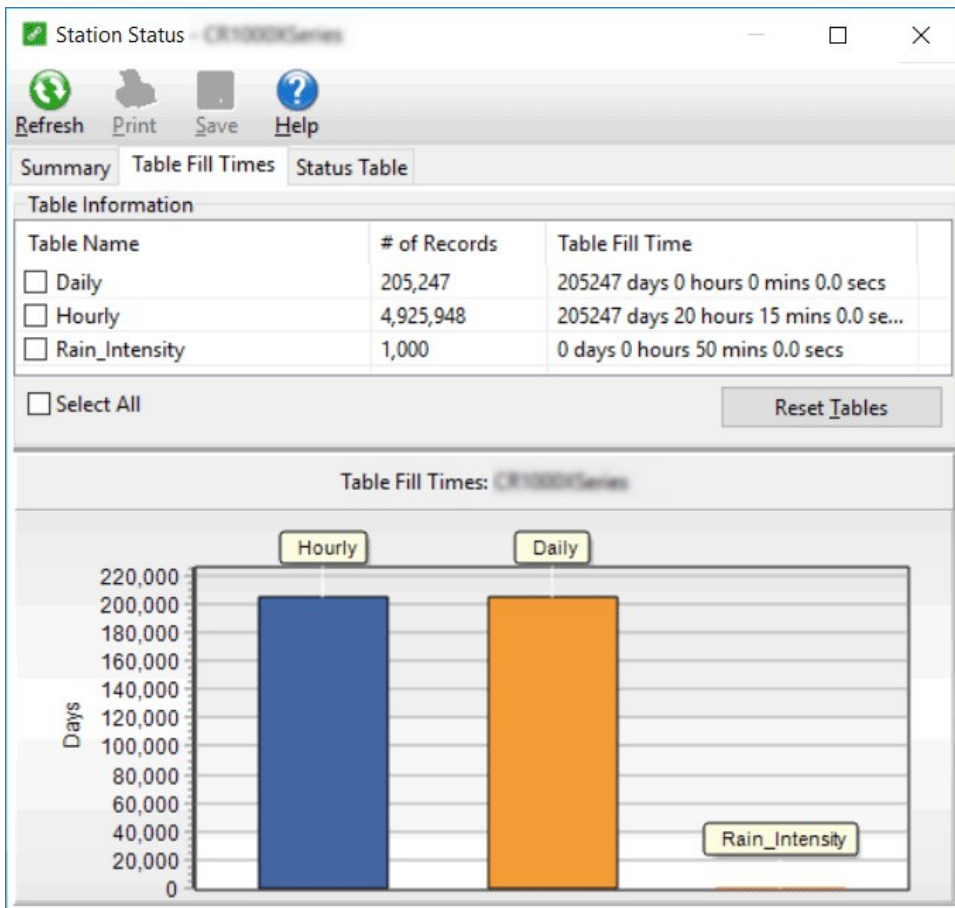 Station Status -
Refresh Print Save Help
Summary Table Fill Times Status Table
Table Information
Table Name # of Records Table Fill Time
Daily 205,247 205247 days 0 hours 0 mins 0.0 secs
Hourly 4,925,948 205247 days 20 hours 15 mins 0.0 se...
Rain_Intensity 1,000 0 days 0 hours 50 mins 0.0 secs
Select All Reset Tables
Table Fill Times:
Hourly Daily
220,000
200,000
180,000
160,000
140,000
120,000
100,000
80,000
60,000
40,000
20,000
0
Days
Rain_Intensity